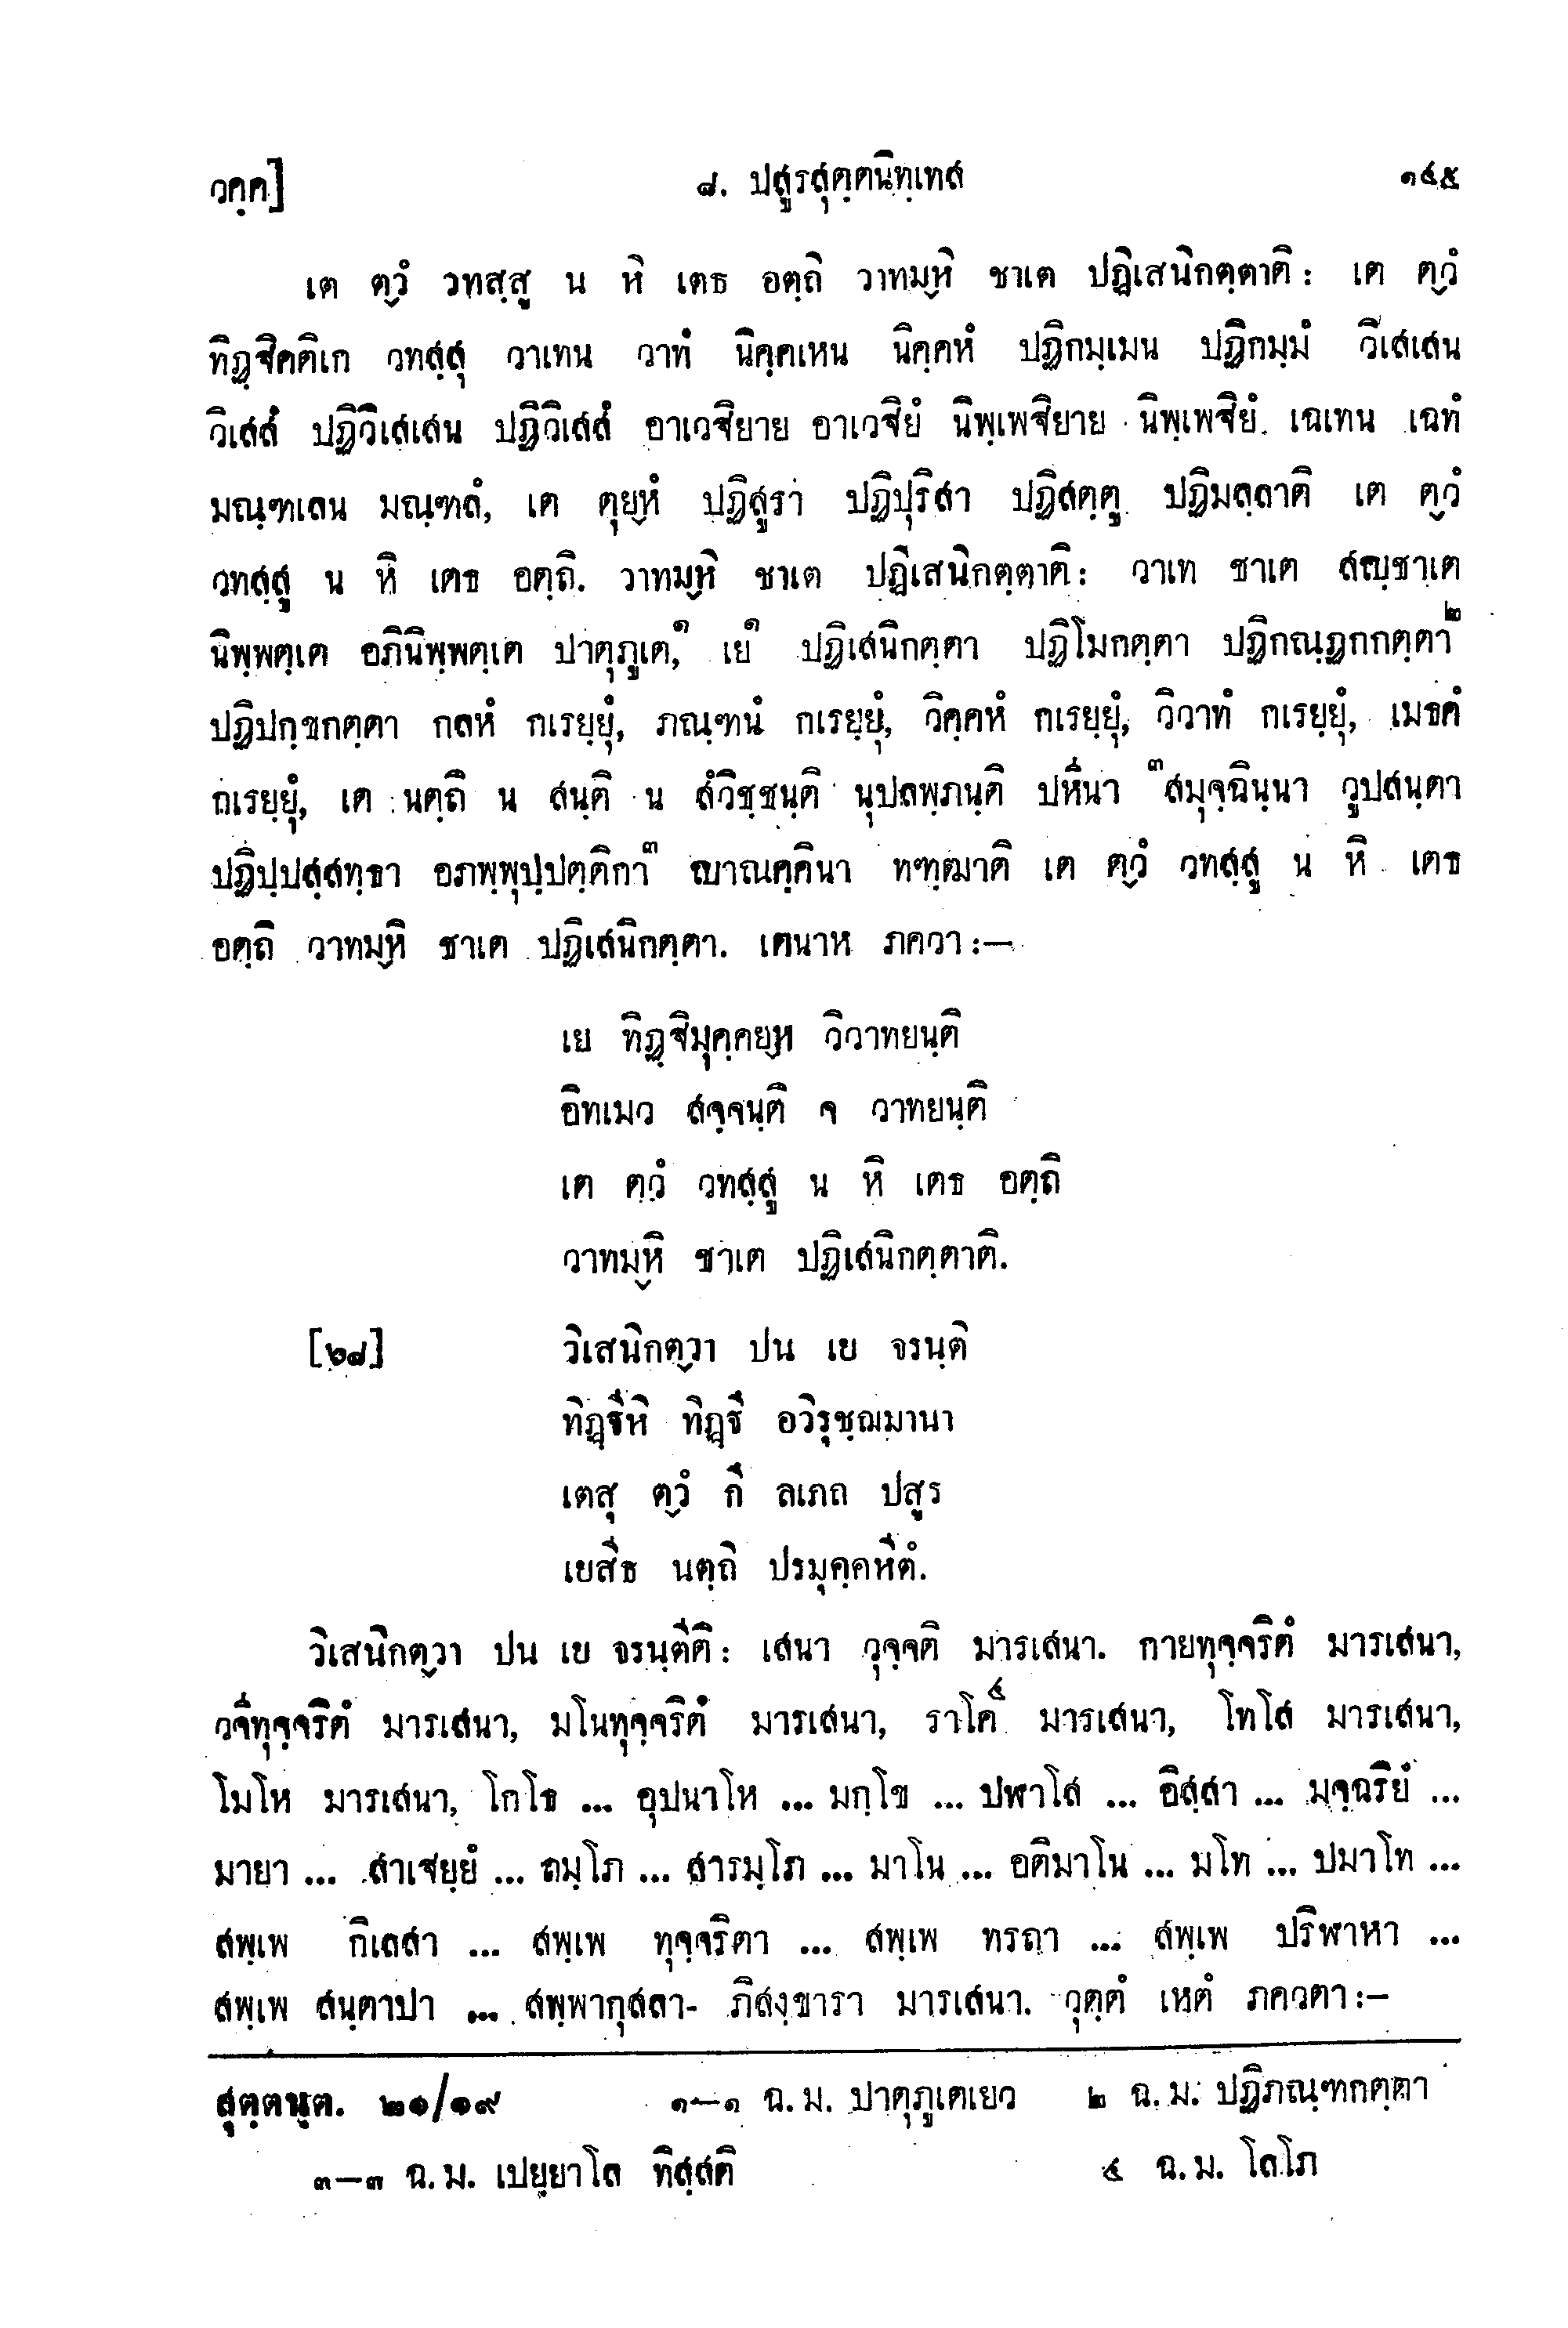 วคฺค]	๘. ปสูรสุตฺตนิทฺเทส	๑๔๕
เต ตฺวํ วทสฺสู น หิ เตธ อตฺถิ วาทมฺหิ ชาเต ปฏิเสนิกตฺตาติ: เต ตฺวํ
ทิฏฺฐิคติเก วทสฺสุ วาเทน วาทํ นิคฺคเหน นิคฺคหํ ปฏิกมฺเมน ปฏิกมฺมํ วิเสเสน
วิเสสํ ปฏิวิเสเสน ปฏิวิเสสํ อาเวฐิยาย อาเวฐิยํ นิพฺเพฐิยาย นิพฺเพฐิยํ เฉเทน เฉทํ
มณฺฑเลน มณฺฑลํ, เต ตุยฺหํ ปฏิสูรา ปฏิปุริสา ปฏิสตฺตู ปฏิมลฺลาติ เต ตฺวํ
วทสฺสู น หิ เตธ อตฺถิ. วาทมฺหิ ชาเต ปฏิเสนิกตฺตาติ: วาเท ชาเต สญฺชาเต
นิพฺพตฺเต อภินิพฺพตฺเต ปาตุภูเต,๑ เย๑ ปฏิเสนิกตฺตา ปฏิโมกตฺตา ปฏิกณฺฏกกตฺตา๒
ปฏิปกฺขกตฺตา กลหํ กเรยฺยุํ, ภณฺฑนํ กเรยฺยุํ, วิคฺคหํ กเรยฺยุํ, วิวาทํ กเรยฺยุํ, เมธคํ
กเรยฺยุํ, เต นตฺถิ น สนฺติ น สํวิชฺชนฺติ นุปลพฺภนฺติ ปหีนา ๓สมุจฺฉินฺนา วูปสนฺตา
ปฏิปฺปสฺสทฺธา อภพฺพุปฺปตฺติกา๓ ญาณคฺคินา ทฑฺฒาติ เต ตฺวํ วทสฺสู น หิ เตธ
อตฺถิ วาทมฺหิ ชาเต ปฏิเสนิกตฺตา. เตนาห ภควา :–
เย ทิฏฺฐิมุคฺคยฺห วิวาทยนฺติ
อิทเมว สจฺจนฺติ จ วาทยนฺติ
เต ตฺวํ วทสฺสู น หิ เตธ อตฺถิ
วาทมฺหิ ชาเต ปฏิเสนิกตฺตาติ.
[๒๘]	วิเสนิกตฺวา ปน เย จรนฺติ
ทิฏฺฐีหิ ทิฏฺฐึ อวิรุชฺฌมานา
เตสุ ตฺวํ กึ ลเภถ ปสูร
เยสีธ นตฺถิ ปรมุคฺคหีตํ.
วิเสนิกตฺวา ปน เย จรนฺตีติ: เสนา วุจฺจติ มารเสนา. กายทุจฺจริตํ มารเสนา,
วจีทุจฺจริตํ มารเสนา, มโนทุจฺจริตํ มารเสนา, ราโค๔ มารเสนา, โทโส มารเสนา,
โมโห มารเสนา, โกโธ ... อุปนาโห ... มกฺโข ... ปฬาโส ... อิสฺสา ... มจฺฉริยํ ...
มายา ... สาเฐยฺยํ ... ถมฺโภ ... สารมฺโภ ... มาโน ... อติมาโน ... มโท ... ปมาโท ...
สพฺเพ กิเลสา ... สพฺเพ ทุจฺจริตา ... สพฺเพ ทรถา ... สพฺเพ ปริฬาหา ...
สพฺเพ สนฺตาปา ... สพฺพากุสลา- ภิสงฺขารา มารเสนา. วุตฺตํ เหตํ ภควตา :–
สุตฺตนฺต. ๒๑/๑๙	๑–๑ ฉ.ม. ปาตุภูเตเยว	๒ ฉ.ม. ปฏิภณฺฑกตฺตา
๓–๓ ฉ.ม. เปยฺยาโล ทิสฺสติ	๔ ฉ.ม. โลโภ